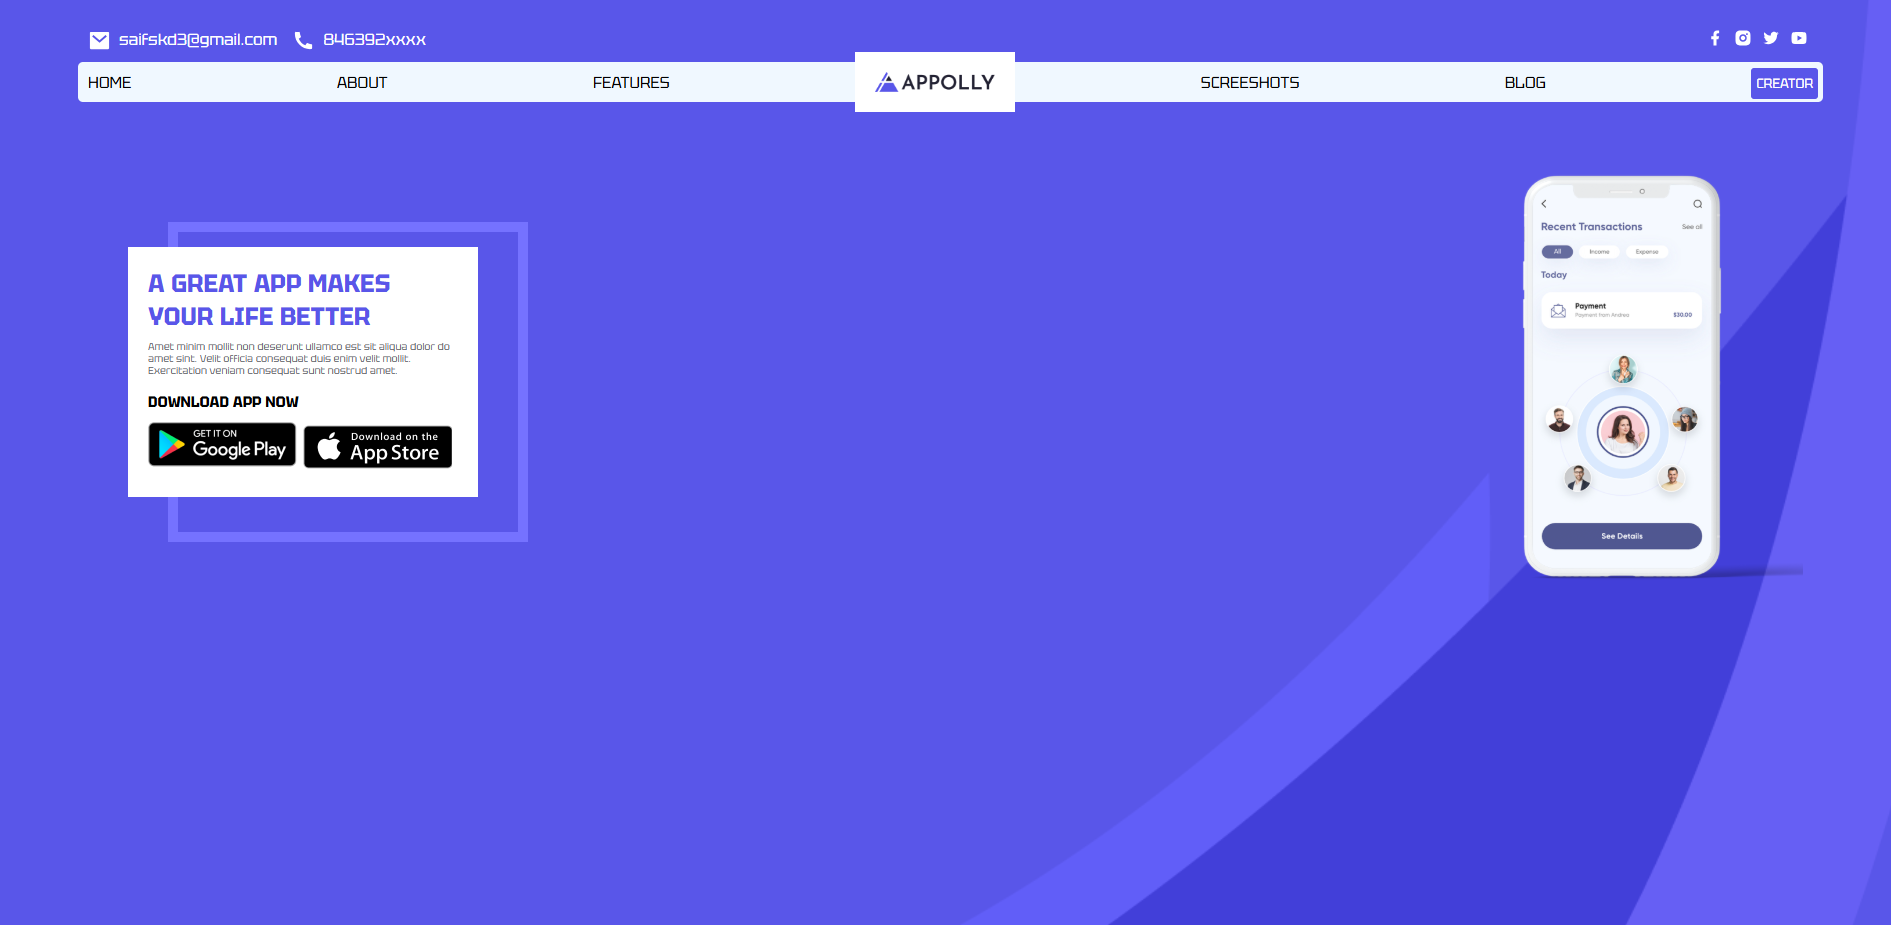 saifskd3@gmail.com 846392xxxx
HOME ABOUT FEATURES APPOLLY SCREESHOTS BLOG CREATOR
A GREAT APP MAKES
YOUR LIFE BETTER
Amet minim mollit non deserunt ullamco est sit aliqua dolor do
amet sint. Velit officia consequat duis enim velit mollit.
Exercitation veniam consequat sunt nostrud amet.
DOWNLOAD APP NOW
GET IT ON
Google Play
Download on the
App Store
Recent Transactions See all
All Income Expense
Today
Payment
Payment from Andrea
$30.00
See Details